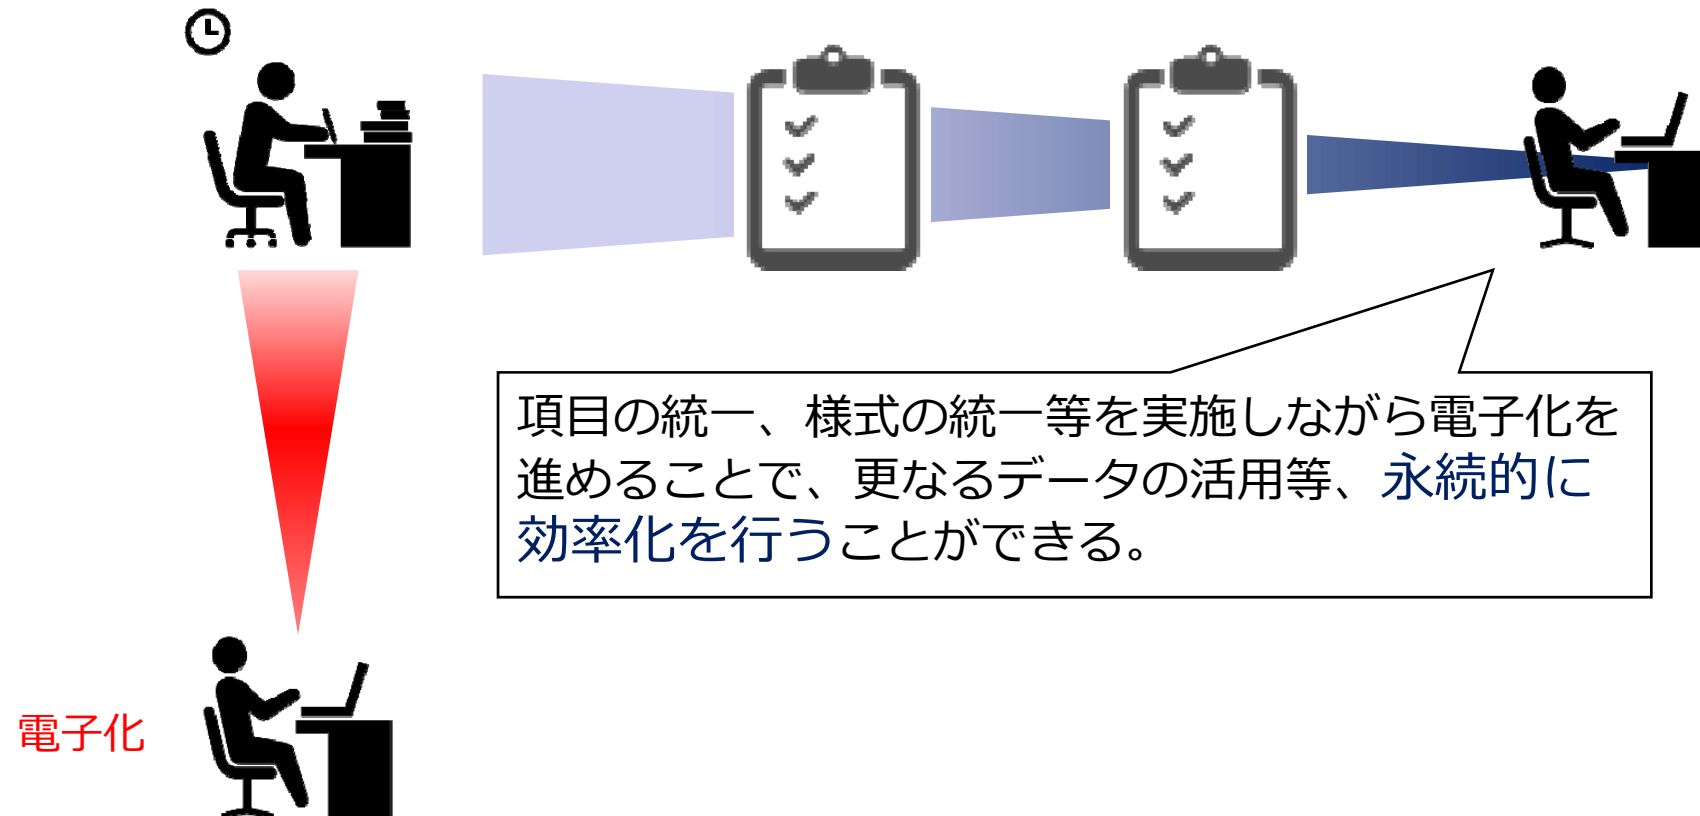 項目の統一、様式の統一等を実施しながら電子化を
進めることで、更なるデータの活用等、永続的に
効率化を行うことができる。
電子化